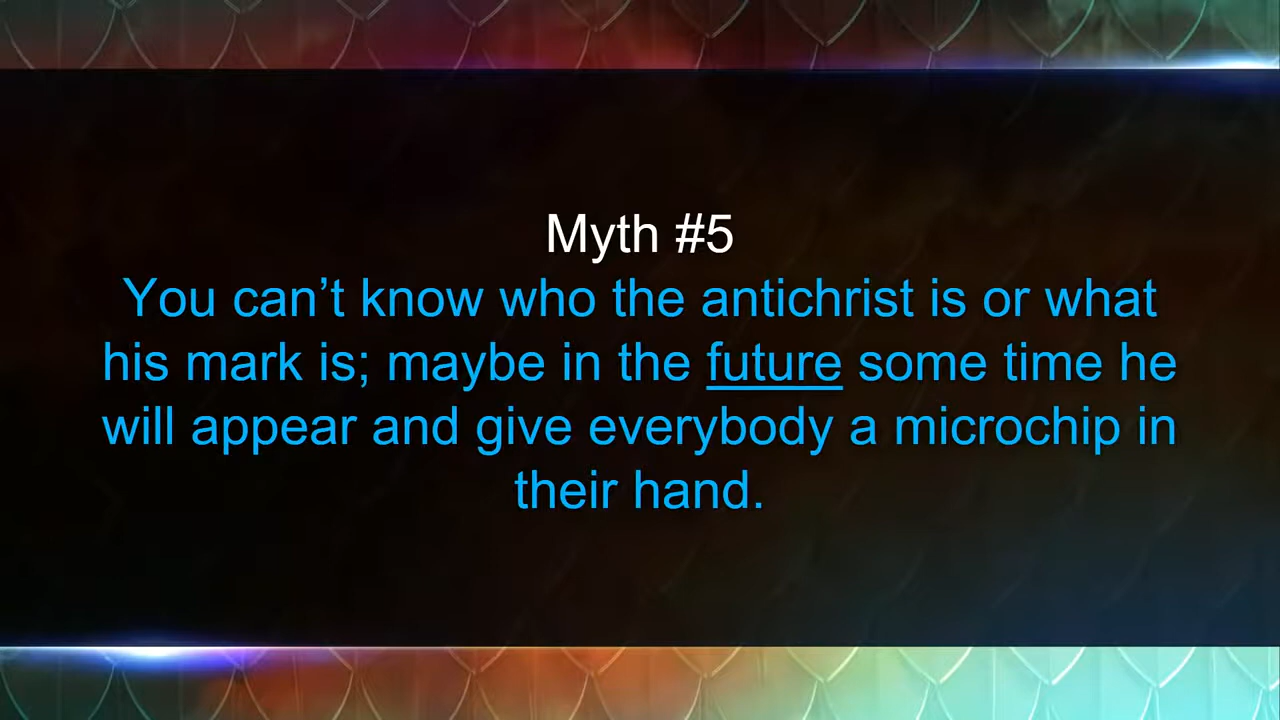 Myth #5
You can’t know who the antichrist is or what
his mark is; maybe in the future some time he
will appear and give everybody a microchip in
their hand.